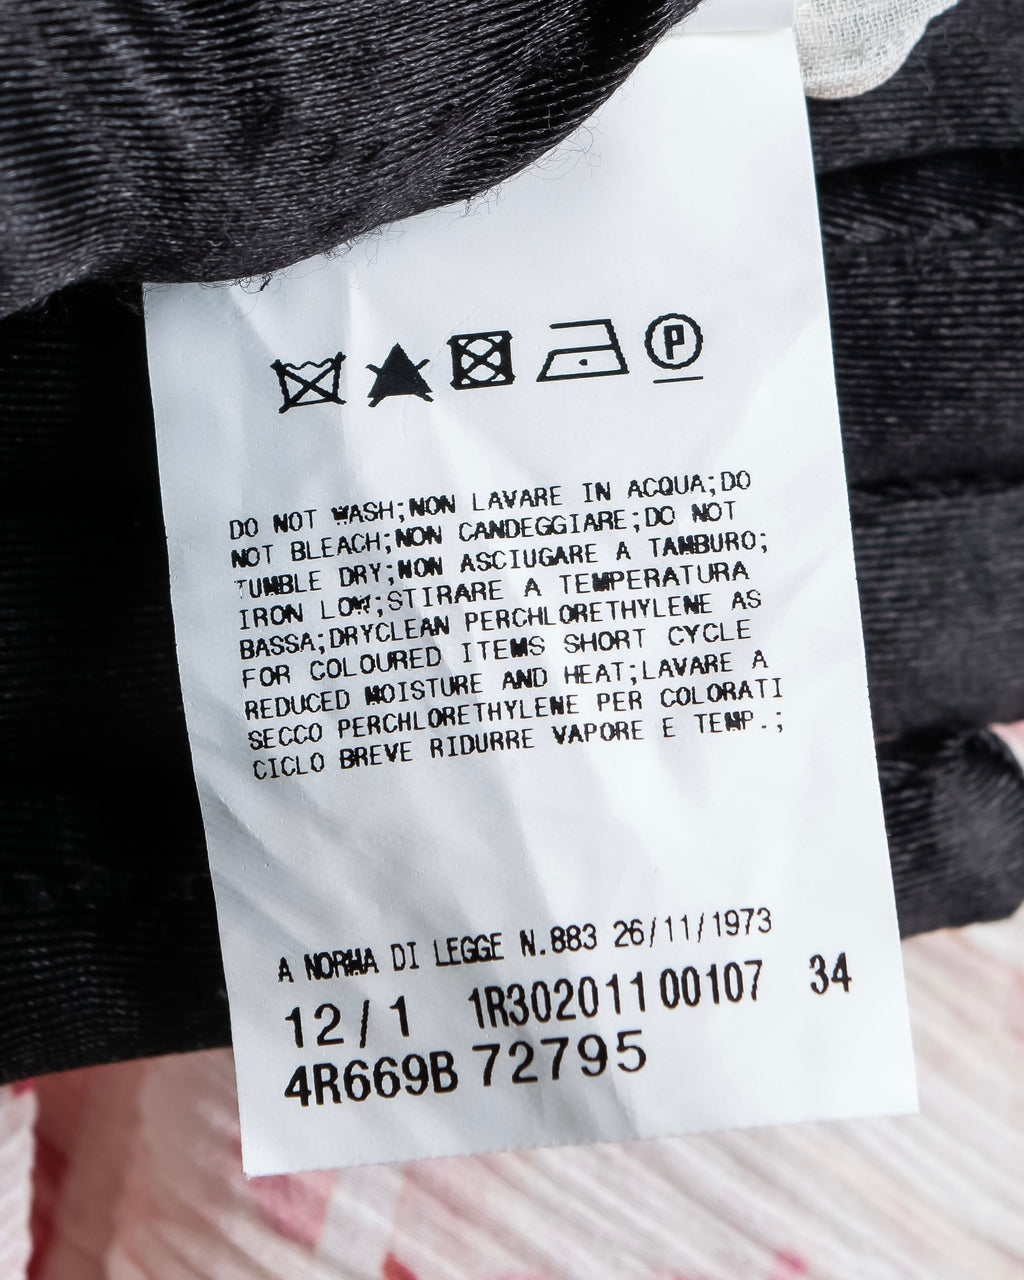 P
DO NOT WASH;NON LAVARE IN ACQUA;DO
NOT BLEACH;NON CANDEGGIARE;DO NOT
TUMBLE DRY;NON ASCIUGARE A TAMBURO;
IRON LOW;STIRARE A TEMPERATURA
BASSA;DRYCLEAN PERCHLORETHYLENE AS
FOR COLOURED ITEMS SHORT CYCLE
REDUCED MOISTURE AND HEAT;LAVARE A
SECCO PERCHLORETHYLENE PER COLORATI
CICLO BREVE RIDURRE VAPORE E TEMP.;
A NORMA DI LEGGE N.883 26/11/1973
12/1 1R302011 00107 34
4R669B 72795